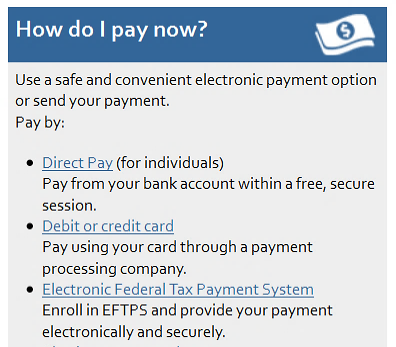 How do I pay now?
$
Use a safe and convenient electronic payment option
or send your payment.
Pay by:
Direct Pay (for individuals)
Pay from your bank account within a free, secure
session.
Debit or credit card
Pay using your card through a payment
processing company.
Electronic Federal Tax Payment System
Enroll in EFTPS and provide your payment
electronically and securely.